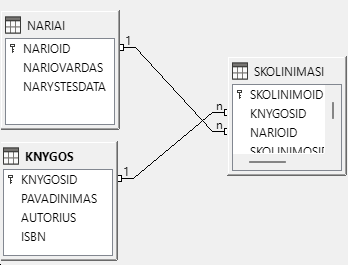 NARIAI
NARIOID
NARIOVARDAS
NARYSTESDATA
1
KNYGOS
KNYGOSID
PAVADINIMAS
AUTORIUS
ISBN
1
SKOLINIMASI
SKOLINIMOID
KNYGOSID
NARIOID
n
n